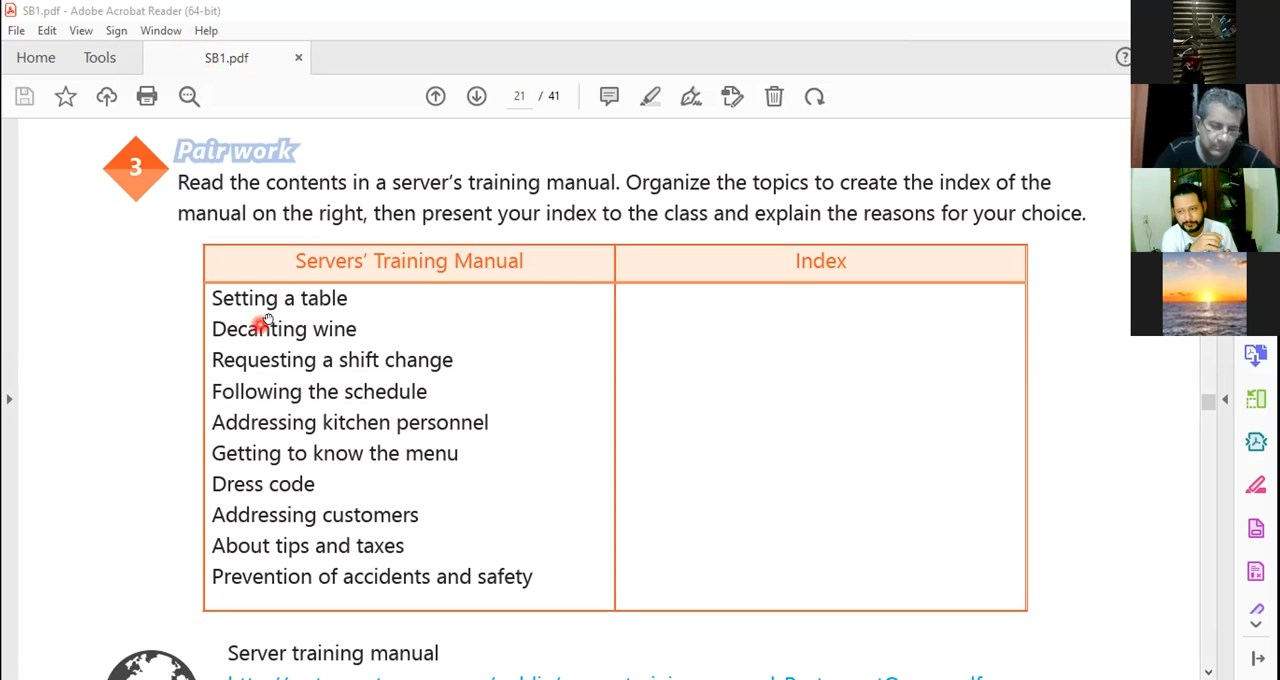 SB1.pdf - Adobe Acrobat Reader (64-bit)
File Edit View Sign Window Help
Home Tools SB1.pdf ×
21 / 41
3 Pair work
Read the contents in a server's training manual. Organize the topics to create the index of the
manual on the right, then present your index to the class and explain the reasons for your choice.
Servers' Training Manual Index
Setting a table
Decanting wine
Requesting a shift change
Following the schedule
Addressing kitchen personnel
Getting to know the menu
Dress code
Addressing customers
About tips and taxes
Prevention of accidents and safety
Server training manual